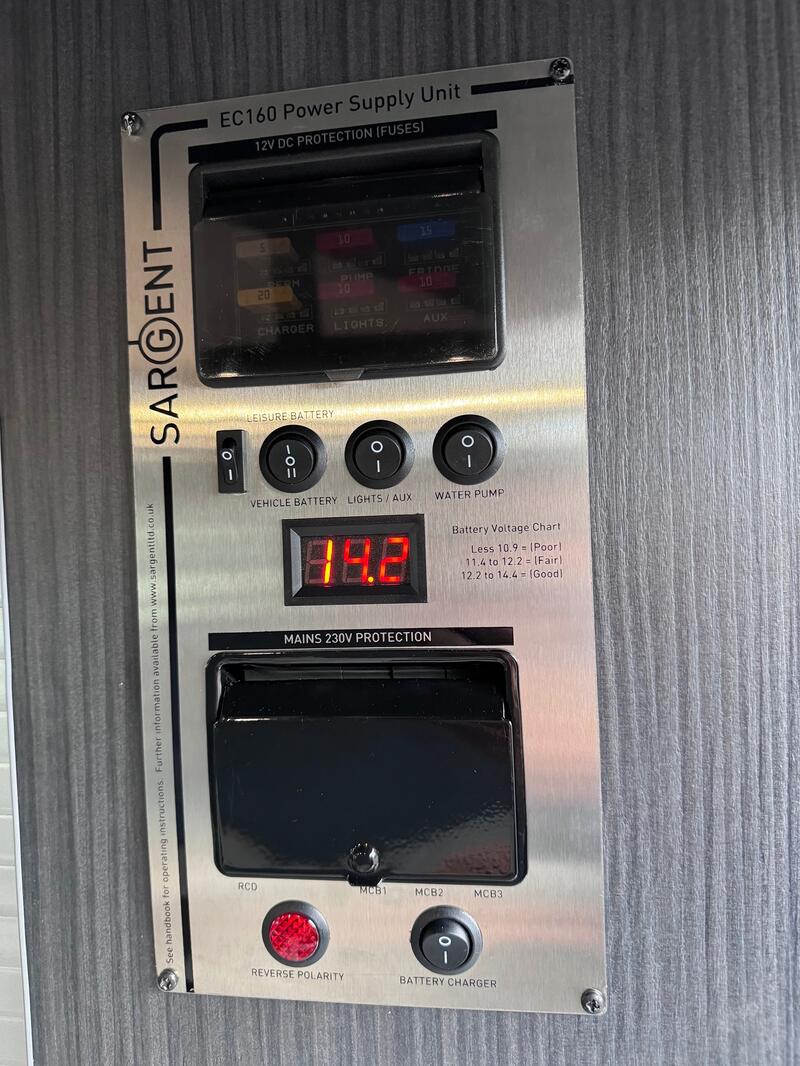 EC160 Power Supply Unit
12V DC PROTECTION (FUSES)
SARGENT
5 10 15
PERM PUMP FRIDGE
20 10 10
CHARGER LIGHTS AUX
LEISURE BATTERY
VEHICLE BATTERY LIGHTS / AUX WATER PUMP
14.2
Battery Voltage Chart
Less 10.9 = (Poor)
11.4 to 12.2 = (Fair)
12.2 to 14.4 = (Good)
MAINS 230V PROTECTION
See handbook for operating instructions. Further information available from www.sargentltd.co.uk
RCD MCB1 MCB2 MCB3
REVERSE POLARITY BATTERY CHARGER